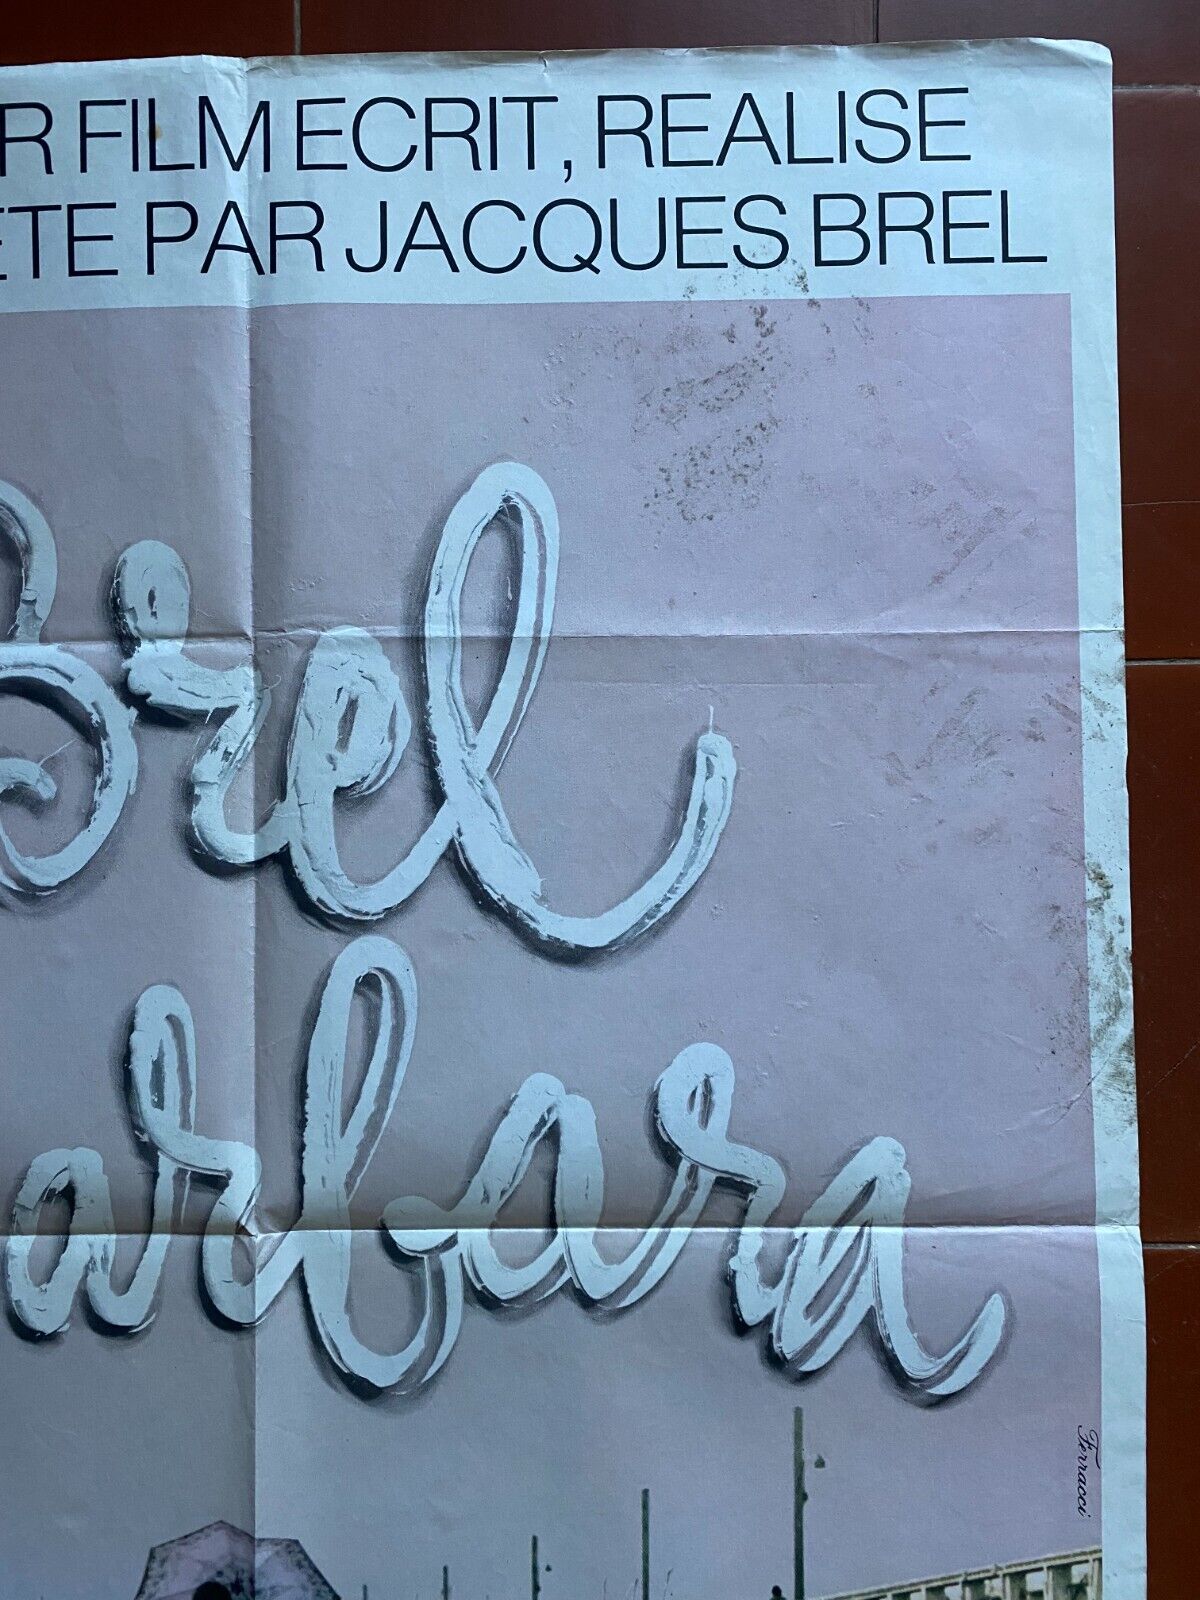 R FILM ECRIT, REALISE
ETE PAR JACQUES BREL
Brel
arbara
Ferracci